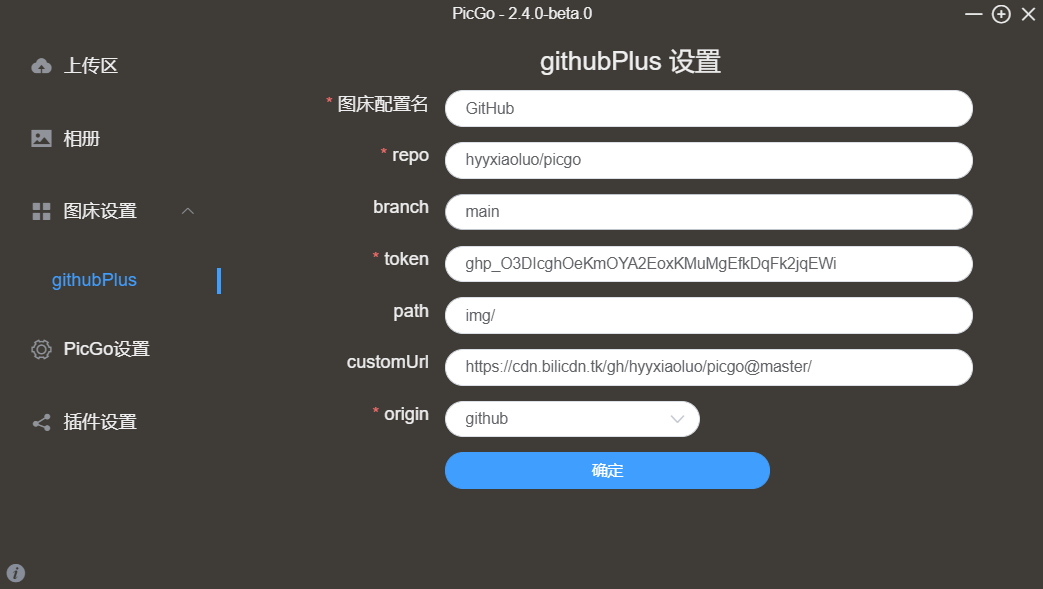 PicGo - 2.4.0-beta.0
上传区
相册
图床设置
githubPlus
PicGo设置
插件设置
githubPlus 设置
* 图床配置名
GitHub
* repo
hyyxiaoluo/picgo
branch
main
* token
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
path
img/
customUrl
https://cdn.bilicdn.tk/gh/hyyxiaoluo/picgo@master/
* origin
github
确定